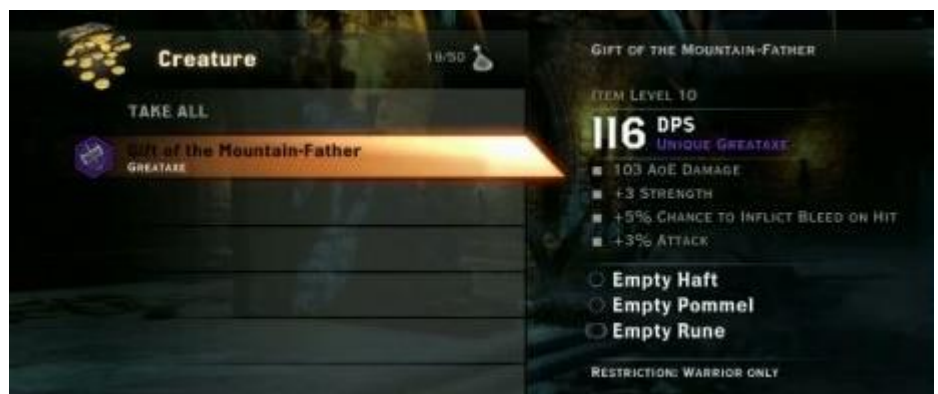 Creature
19/50
TAKE ALL
Gift of the Mountain-Father
GREATAXE
GIFT OF THE MOUNTAIN-FATHER
ITEM LEVEL 10
116 DPS
UNIQUE GREATAXE
103 AOE DAMAGE
+3 STRENGTH
+5% CHANCE TO INFLICT BLEED ON HIT
+3% ATTACK
Empty Haft
Empty Pommel
Empty Rune
RESTRICTION: WARRIOR ONLY